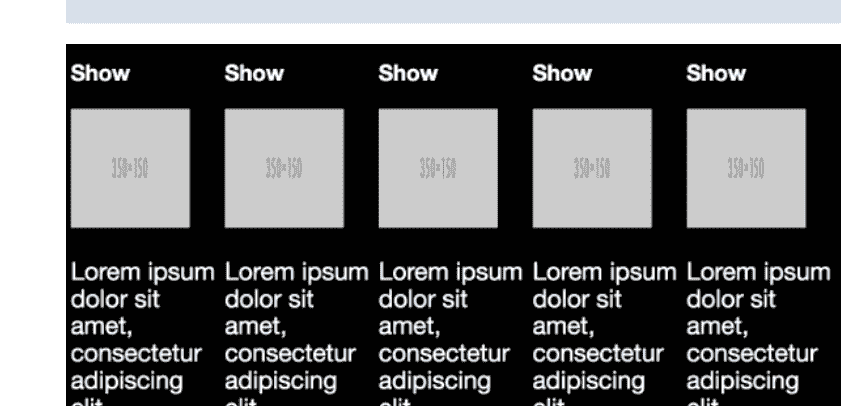 Show Show Show Show Show
350×150 350×150 350×150 350×150 350×150
Lorem ipsum Lorem ipsum Lorem ipsum Lorem ipsum Lorem ipsum
dolor sit dolor sit dolor sit dolor sit dolor sit
amet, amet, amet, amet, amet,
consectetur consectetur consectetur consectetur consectetur
adipiscing adipiscing adipiscing adipiscing adipiscing